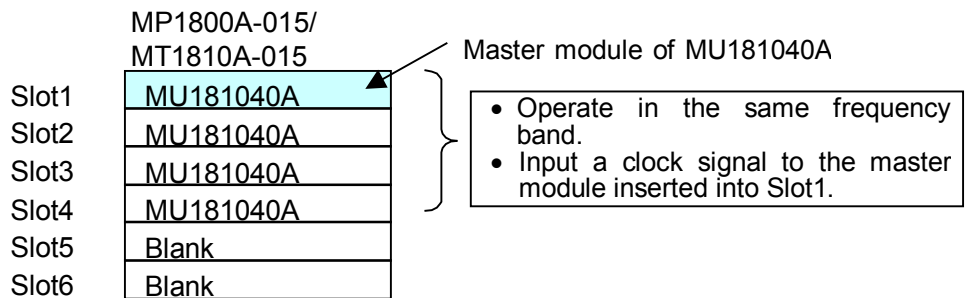 MP1800A-015/
MT1810A-015
Master module of MU181040A
Slot1 MU181040A
Slot2 MU181040A
Slot3 MU181040A
Slot4 MU181040A
Slot5 Blank
Slot6 Blank
• Operate in the same frequency
band.
• Input a clock signal to the master
module inserted into Slot1.